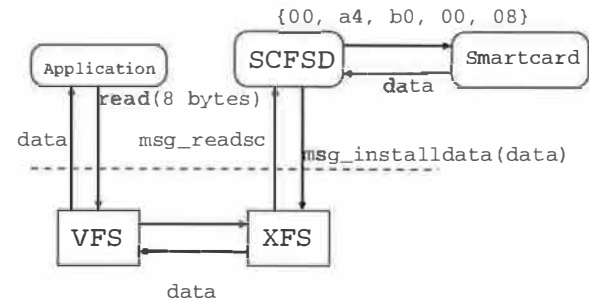 {00, a4, b0, 00, 08}
SCFSD
Smartcard
Application
data
read(8 bytes)
data
msg_readsc
msg_installdata(data)
VFS
XFS
data